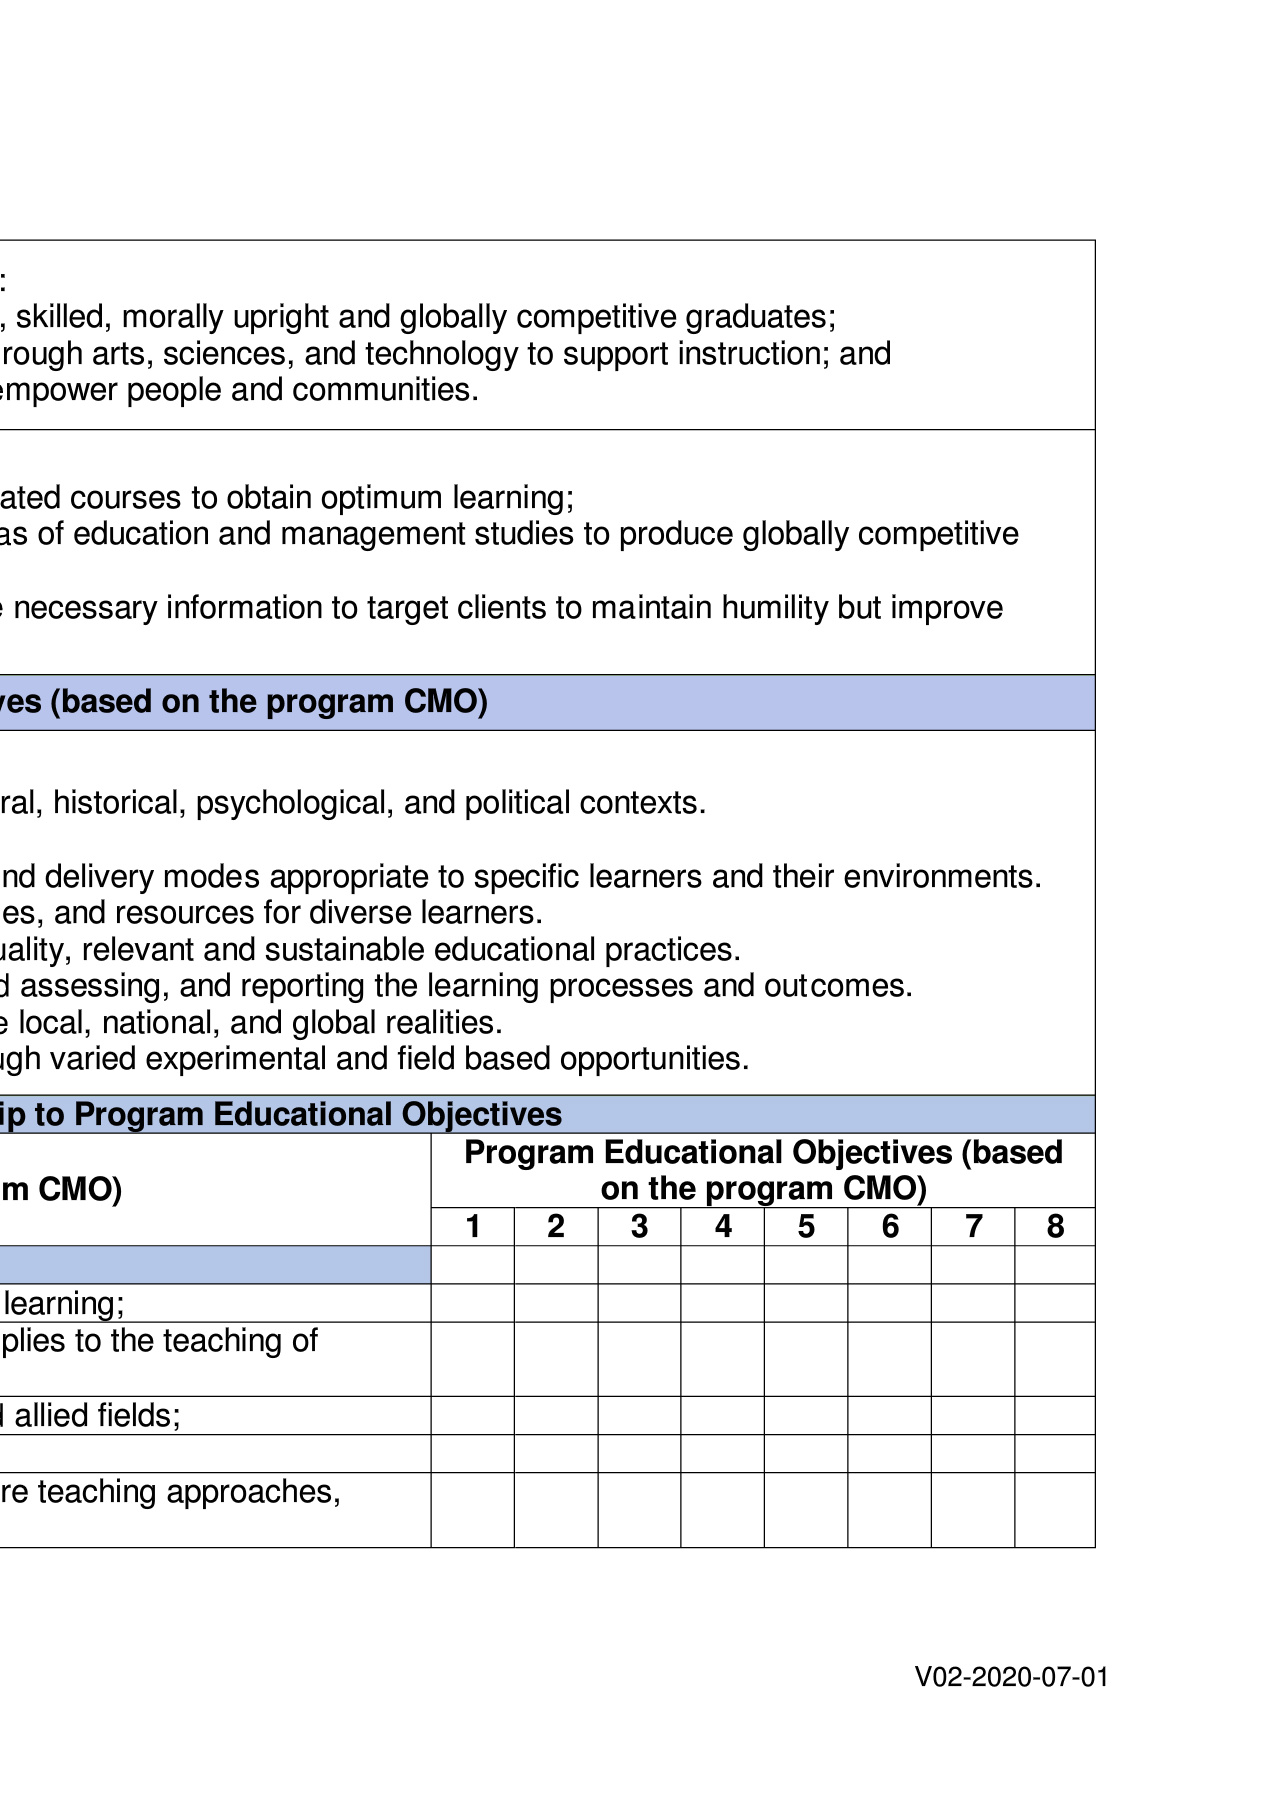 :
, skilled, morally upright and globally competitive graduates;
rough arts, sciences, and technology to support instruction; and
empower people and communities.
ated courses to obtain optimum learning;
as of education and management studies to produce globally competitive
necessary information to target clients to maintain humility but improve
ves (based on the program CMO)
ral, historical, psychological, and political contexts.
nd delivery modes appropriate to specific learners and their environments.
es, and resources for diverse learners.
uality, relevant and sustainable educational practices.
d assessing, and reporting the learning processes and outcomes.
e local, national, and global realities.
ugh varied experimental and field based opportunities.
ip to Program Educational Objectives
m CMO)
Program Educational Objectives (based
on the program CMO)
1 2 3 4 5 6 7 8
learning;
plies to the teaching of
d allied fields;
re teaching approaches,
V02-2020-07-01